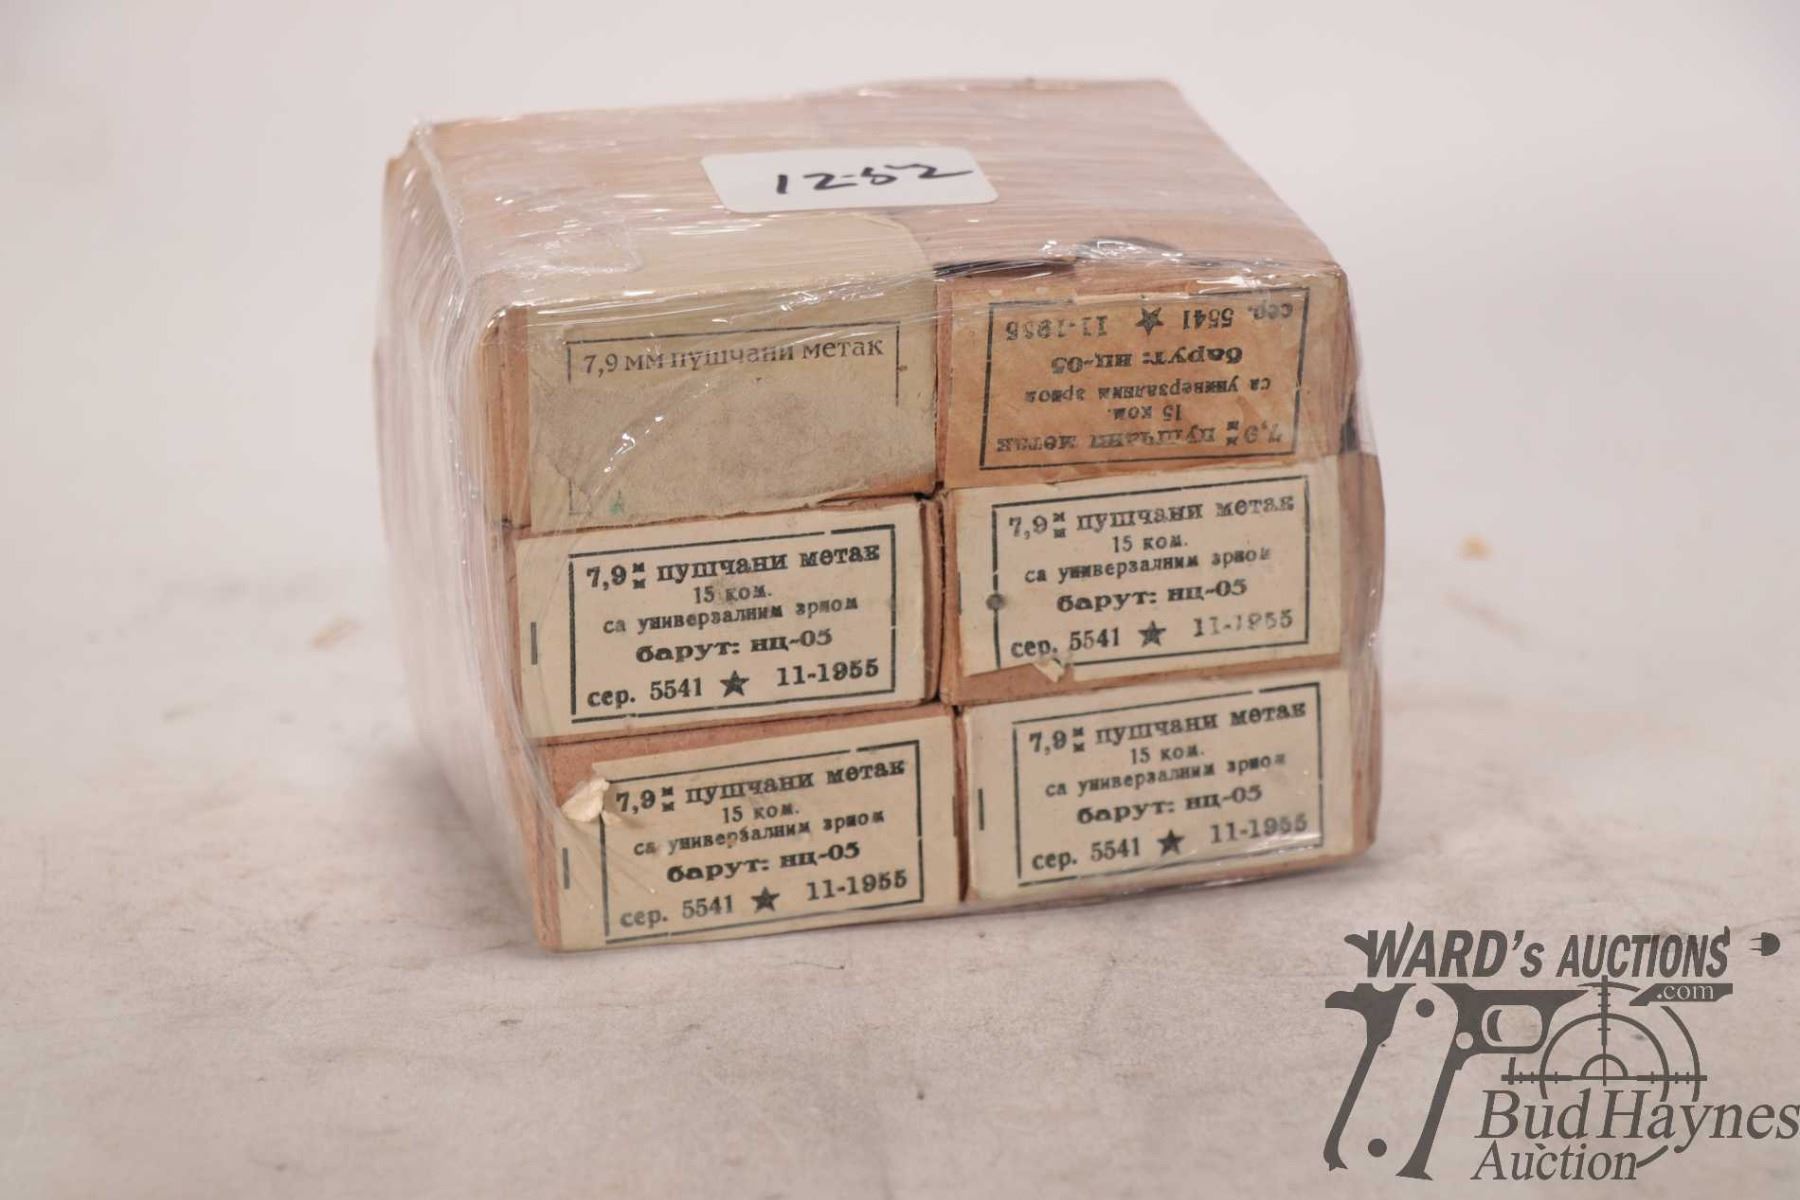 12-52
7,9 мм пушчани метак
7,9 мм пушчани метак
15 ком.
са универзалним зрном
барут: нц-05
сер. 5541 ★ 11-1955
7,9 мм пушчани метак
15 ком.
са универзалним зрном
барут: нц-05
сер. 5541 ★ 11-1955
7,9 мм пушчани метак
15 ком.
са универзалним зрном
барут: нц-05
сер. 5541 ★ 11-1955
7,9 мм пушчани метак
15 ком.
са универзалним зрном
барут: нц-05
сер. 5541 ★ 11-1955
7,9 мм пушчани метак
15 ком.
са универзалним зрном
барут: нц-05
сер. 5541 ★ 11-1955
WARD's AUCTIONS
.com
Bud Haynes
Auction